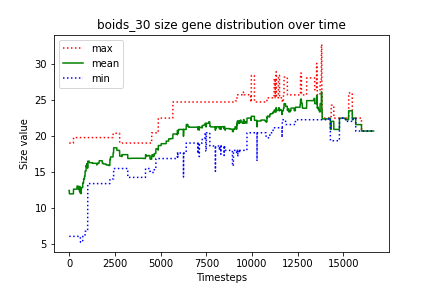 boids_30 size gene distribution over time
max
mean
min
Size value
30
25
20
15
10
5
0
2500
5000
7500
10000
12500
15000
Timesteps